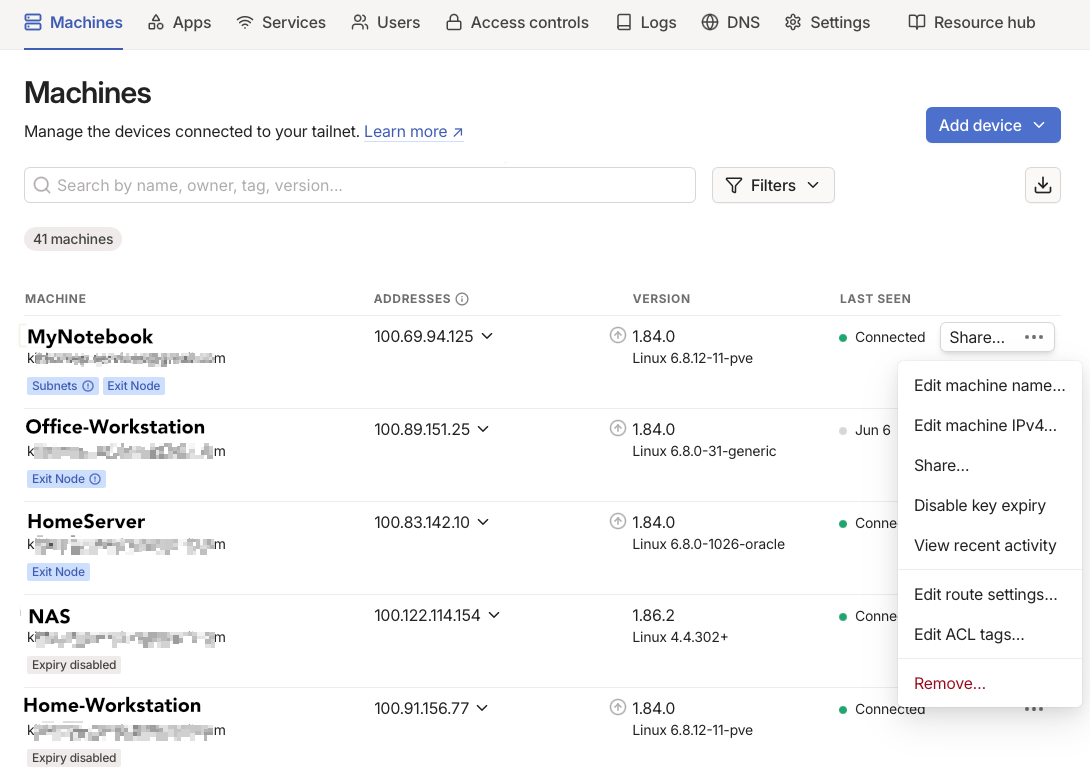 Machines Apps Services Users Access controls Logs DNS Settings Resource hub
Machines
Manage the devices connected to your tailnet. Learn more ↗
Add device
Search by name, owner, tag, version...
Filters
41 machines
MACHINE ADDRESSES VERSION LAST SEEN
MyNotebook 100.69.94.125 1.84.0 Connected Share... ...
Linux 6.8.12-11-pve
Subnets Exit Node
Office-Workstation 100.89.151.25 1.84.0 Jun 6
Linux 6.8.0-31-generic
Exit Node
HomeServer 100.83.142.10 1.84.0 Conne
Linux 6.8.0-1026-oracle
Exit Node
NAS 100.122.114.154 1.86.2 Conne
Linux 4.4.302+
Expiry disabled
Home-Workstation 100.91.156.77 1.84.0 Connected ...
Linux 6.8.12-11-pve
Expiry disabled
Edit machine name...
Edit machine IPv4...
Share...
Disable key expiry
View recent activity
Edit route settings...
Edit ACL tags...
Remove...